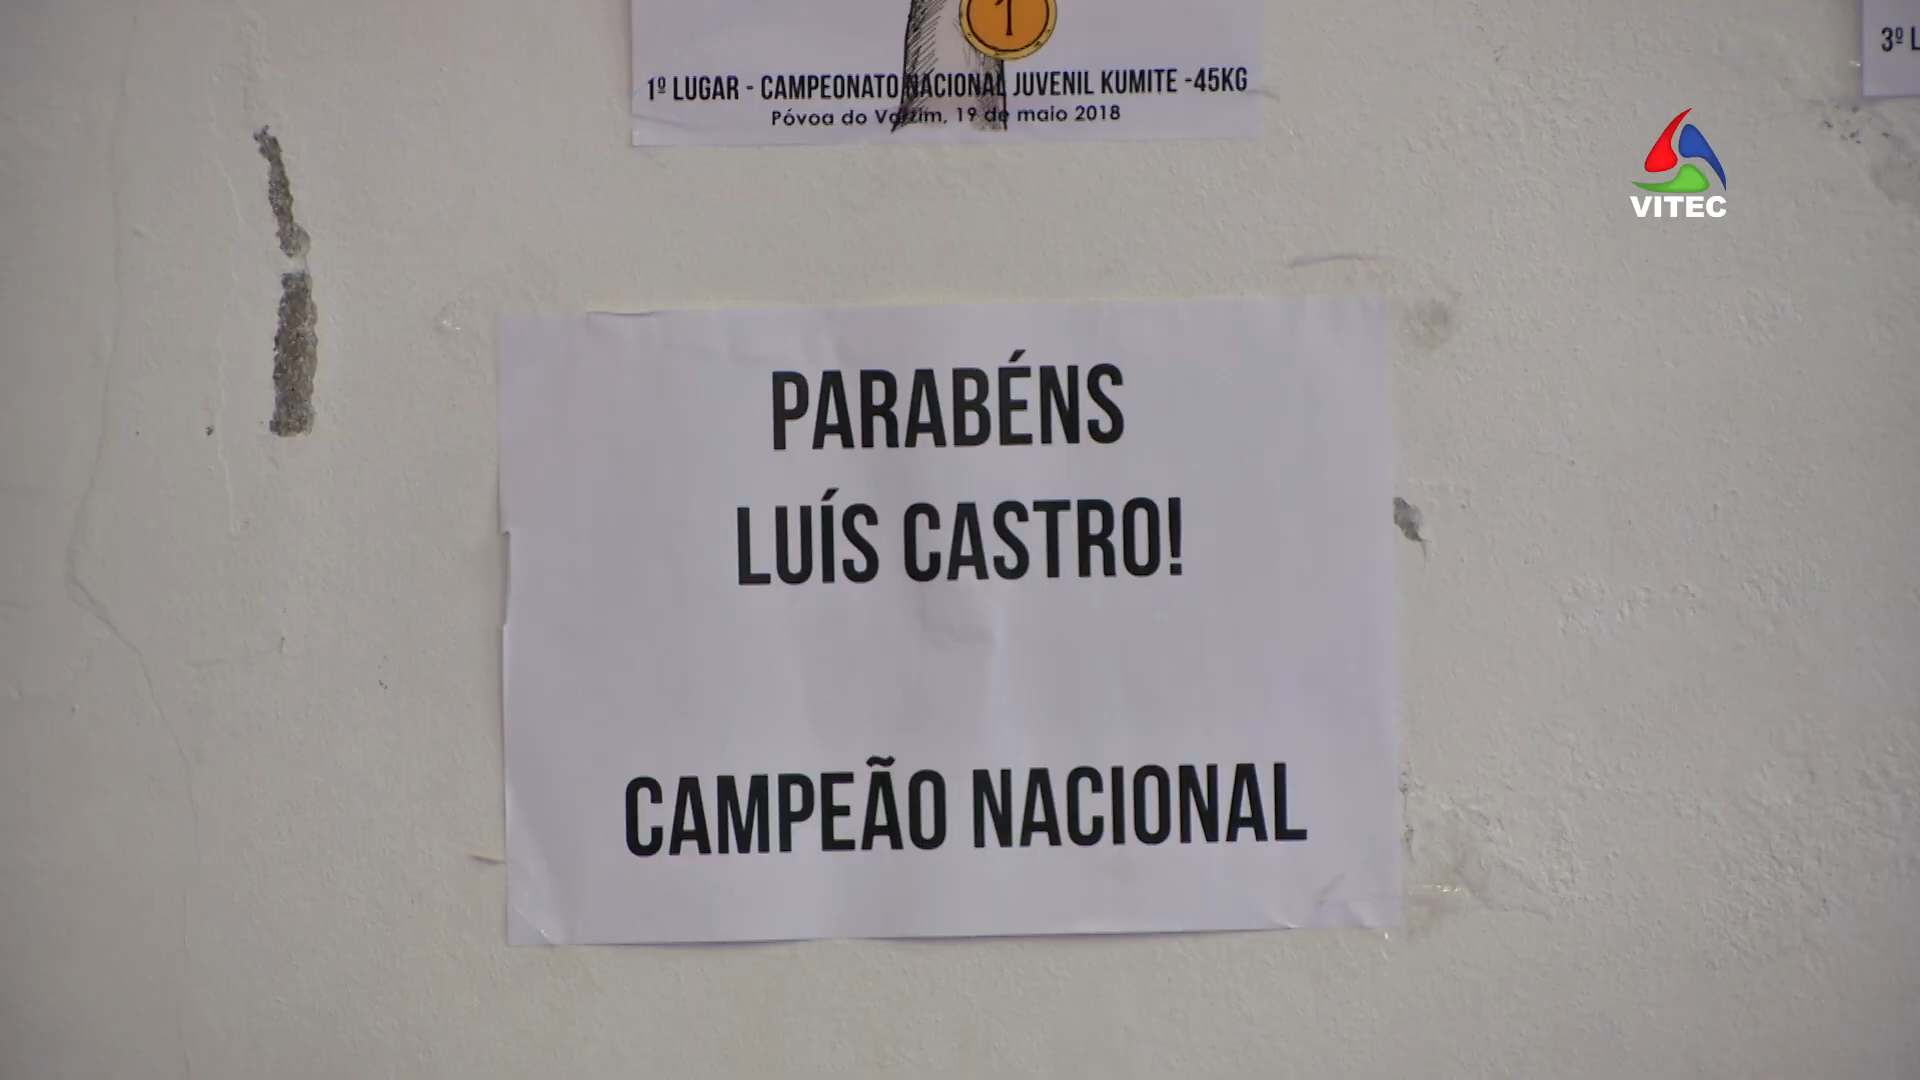 1
1º LUGAR - CAMPEONATO NACIONAL JUVENIL KUMITE -45KG
Póvoa do Varzim, 19 de maio 2018
3º L
VITEC
PARABÉNS
LUÍS CASTRO!
CAMPEÃO NACIONAL